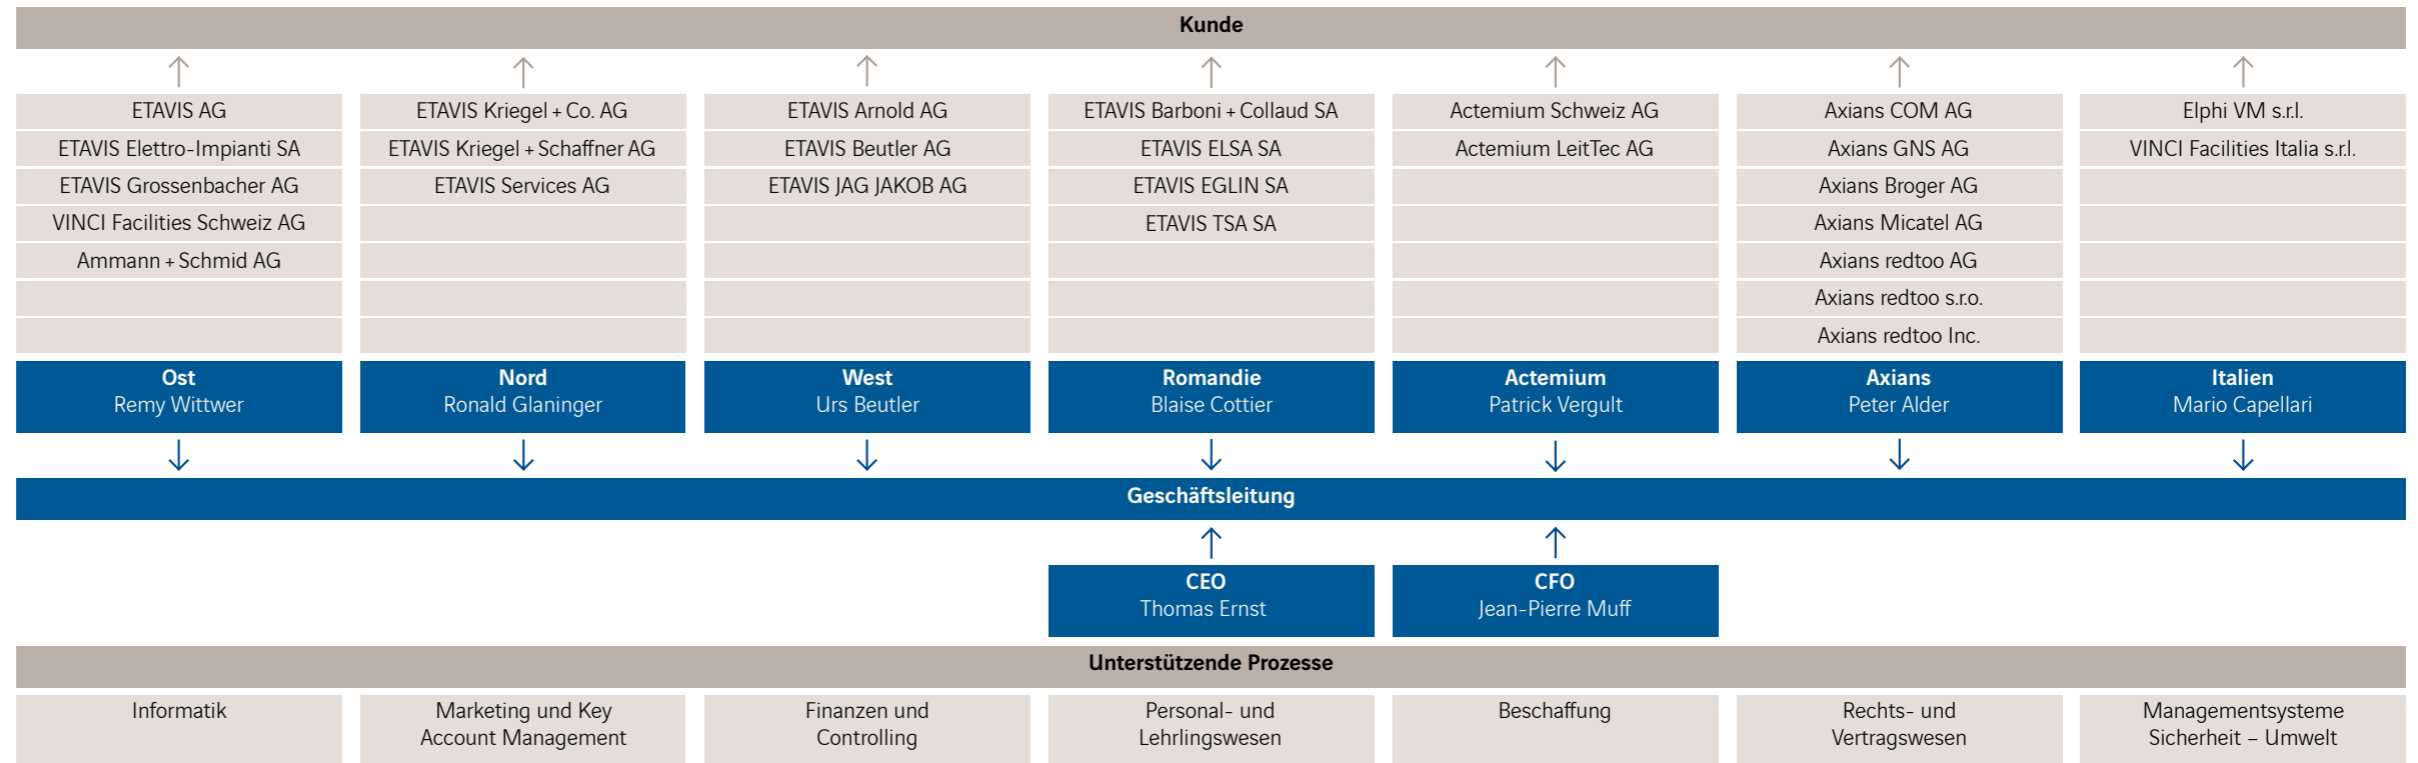 Kunde
ETAVIS AG
ETAVIS Elettro-Impianti SA
ETAVIS Grossenbacher AG
VINCI Facilities Schweiz AG
Ammann + Schmid AG
ETAVIS Kriegel + Co. AG
ETAVIS Kriegel + Schaffner AG
ETAVIS Services AG
ETAVIS Arnold AG
ETAVIS Beutler AG
ETAVIS JAG JAKOB AG
ETAVIS Barboni + Collaud SA
ETAVIS ELSA SA
ETAVIS EGLIN SA
ETAVIS TSA SA
Actemium Schweiz AG
Actemium LeitTec AG
Axians COM AG
Axians GNS AG
Axians Broger AG
Axians Micatel AG
Axians redtoo AG
Axians redtoo s.r.o.
Axians redtoo Inc.
Elphi VM s.r.l.
VINCI Facilities Italia s.r.l.
Ost
Remy Wittwer
Nord
Ronald Glaninger
West
Urs Beutler
Romandie
Blaise Cottier
Actemium
Patrick Vergult
Axians
Peter Alder
Italien
Mario Capellari
Geschäftsleitung
CEO
Thomas Ernst
CFO
Jean-Pierre Muff
Unterstützende Prozesse
Informatik
Marketing und Key
Account Management
Finanzen und
Controlling
Personal- und
Lehrlingswesen
Beschaffung
Rechts- und
Vertragswesen
Managementsysteme
Sicherheit – Umwelt